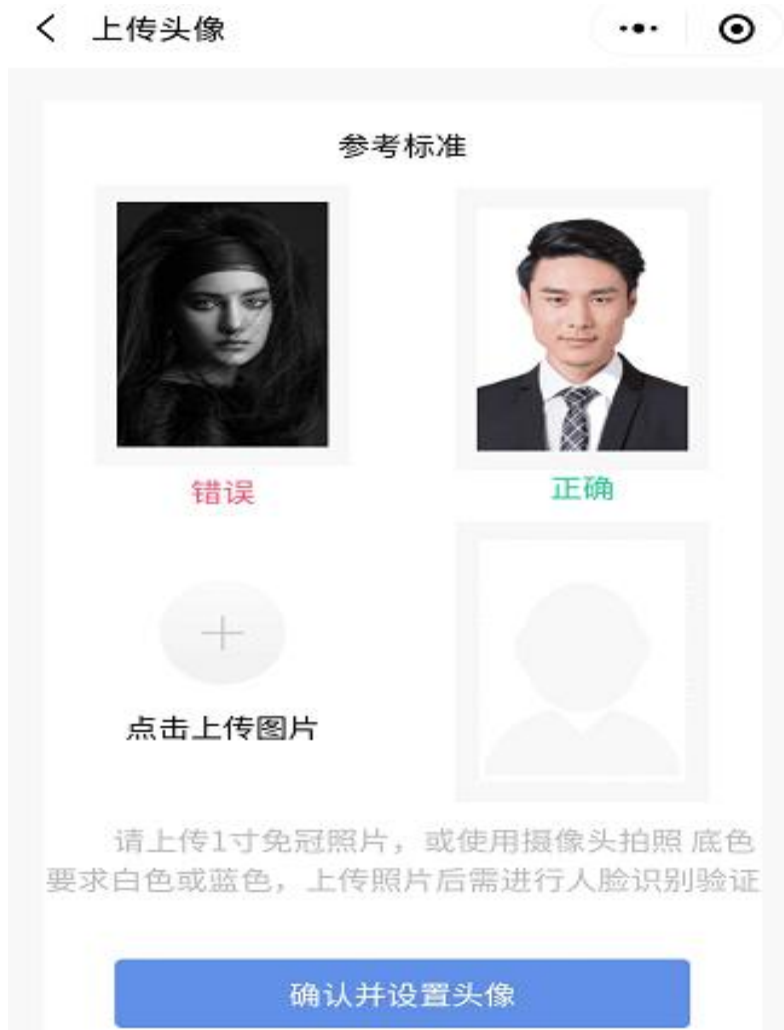 上传头像
参考标准
错误
正确
点击上传图片
请上传1寸免冠照片，或使用摄像头拍照 底色
要求白色或蓝色，上传照片后需进行人脸识别验证
确认并设置头像